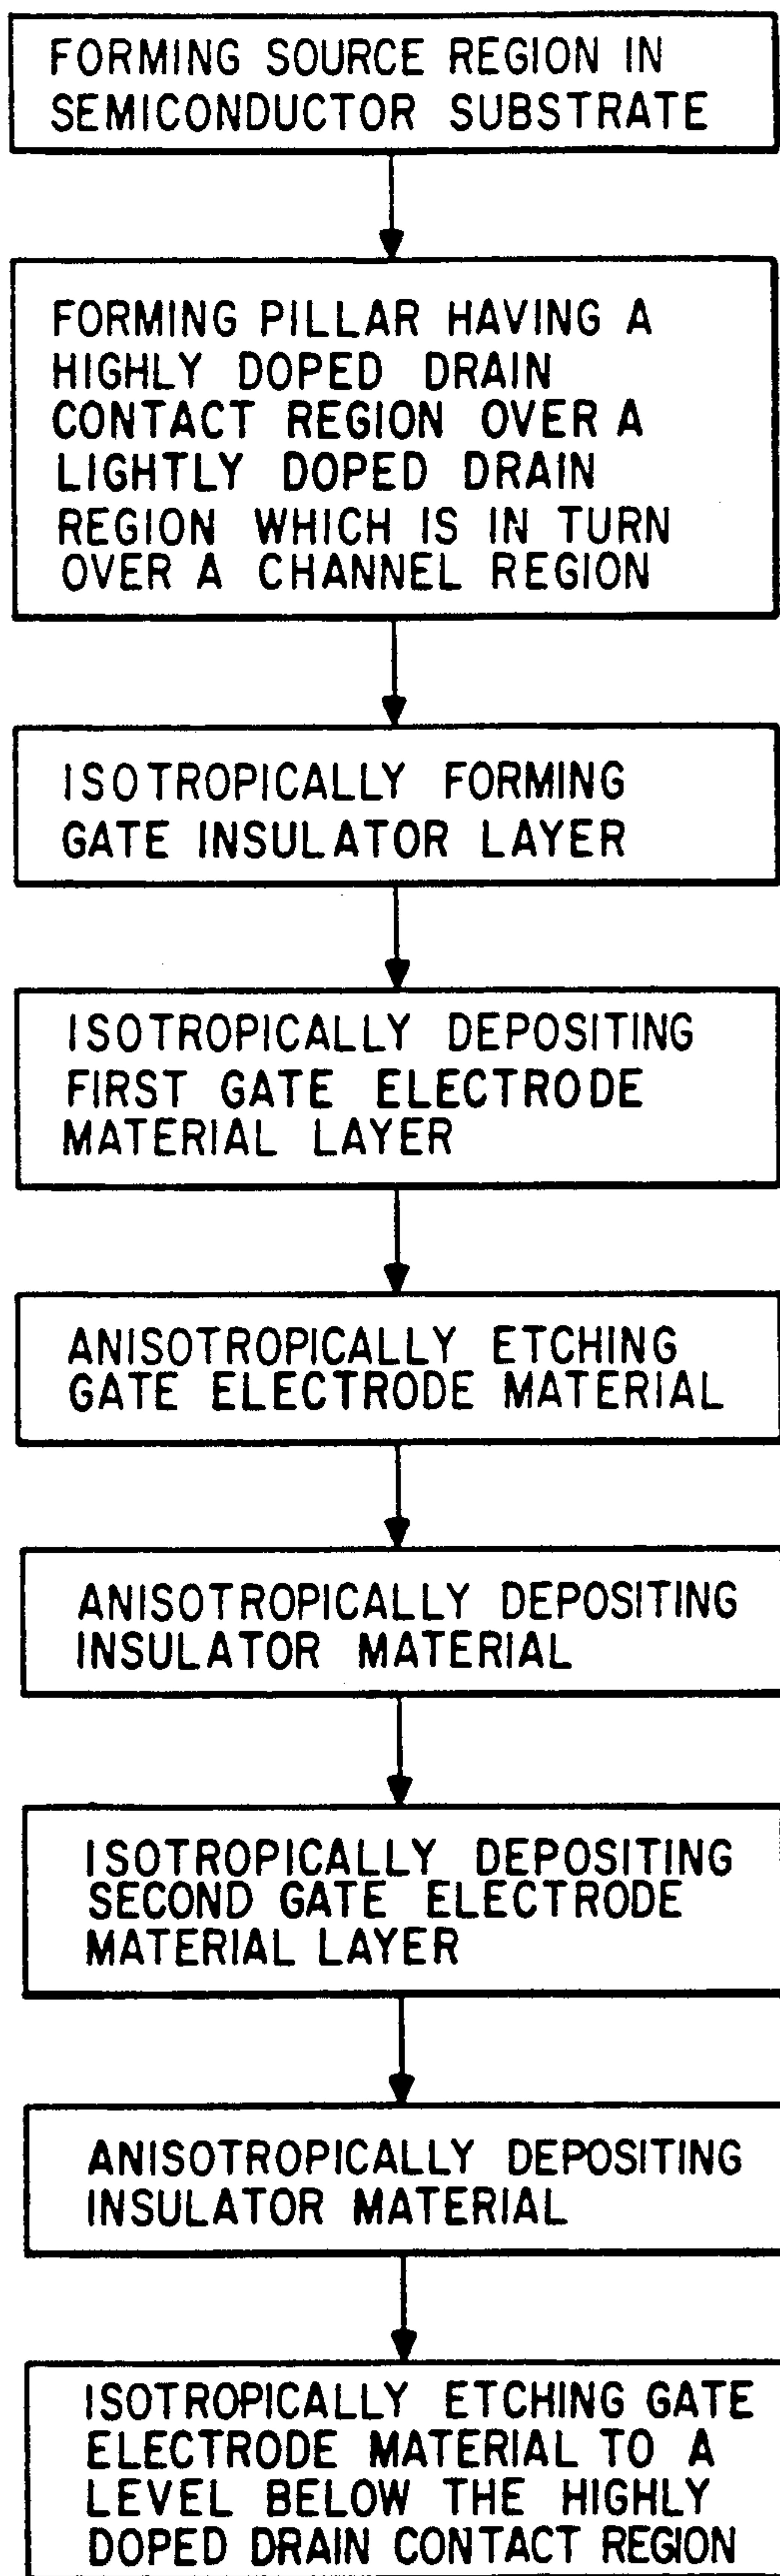 FORMING SOURCE REGION IN
SEMICONDUCTOR SUBSTRATE
FORMING PILLAR HAVING A
HIGHLY DOPED DRAIN
CONTACT REGION OVER A
LIGHTLY DOPED DRAIN
REGION WHICH IS IN TURN
OVER A CHANNEL REGION
ISOTROPICALLY FORMING
GATE INSULATOR LAYER
ISOTROPICALLY DEPOSITING
FIRST GATE ELECTRODE
MATERIAL LAYER
ANISOTROPICALLY ETCHING
GATE ELECTRODE MATERIAL
ANISOTROPICALLY DEPOSITING
INSULATOR MATERIAL
ISOTROPICALLY DEPOSITING
SECOND GATE ELECTRODE
MATERIAL LAYER
ANISOTROPICALLY DEPOSITING
INSULATOR MATERIAL
ISOTROPICALLY ETCHING GATE
ELECTRODE MATERIAL TO A
LEVEL BELOW THE HIGHLY
DOPED DRAIN CONTACT REGION